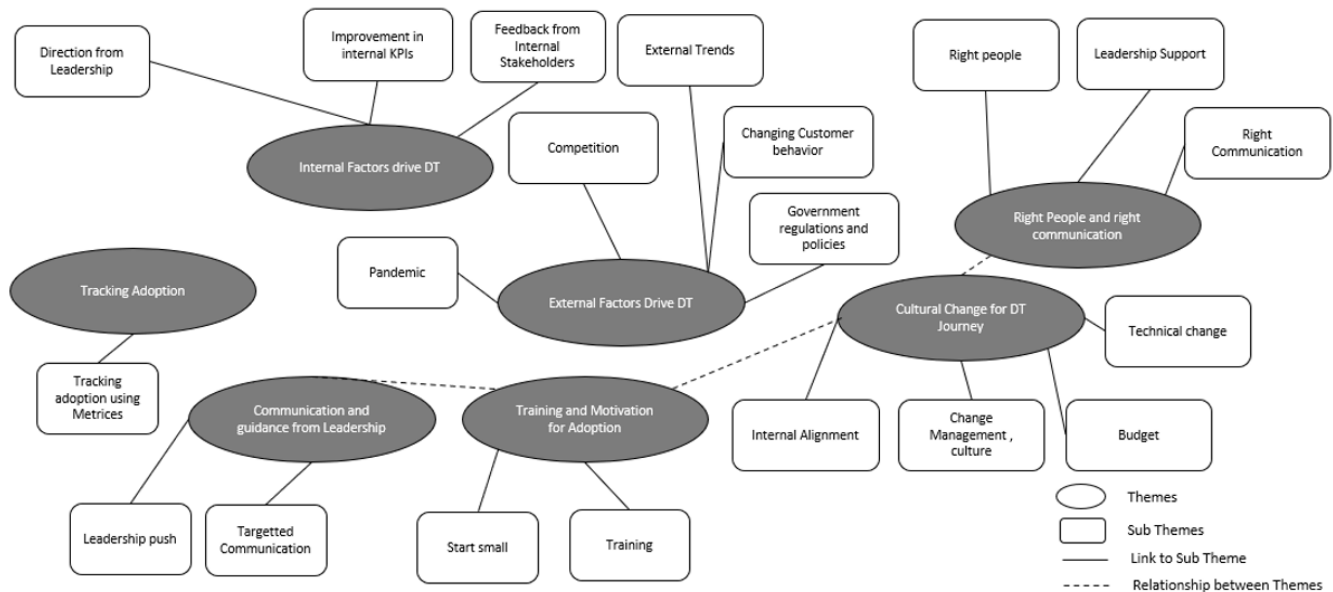 Direction from
Leadership
Improvement in
internal KPIs
Feedback from
Internal
Stakeholders
External Trends
Right people
Leadership Support
Internal Factors drive DT
Competition
Changing Customer
behavior
Right
Communication
Right People and right
communication
Government
regulations and
policies
Pandemic
External Factors Drive DT
Tracking Adoption
Cultural Change for DT
Journey
Technical change
Tracking
adoption using
Metrices
Communication and
guidance from Leadership
Training and Motivation
for Adoption
Internal Alignment
Change
Management ,
culture
Budget
Leadership push
Targetted
Communication
Start small
Training
Themes
Sub Themes
Link to Sub Theme
Relationship between Themes